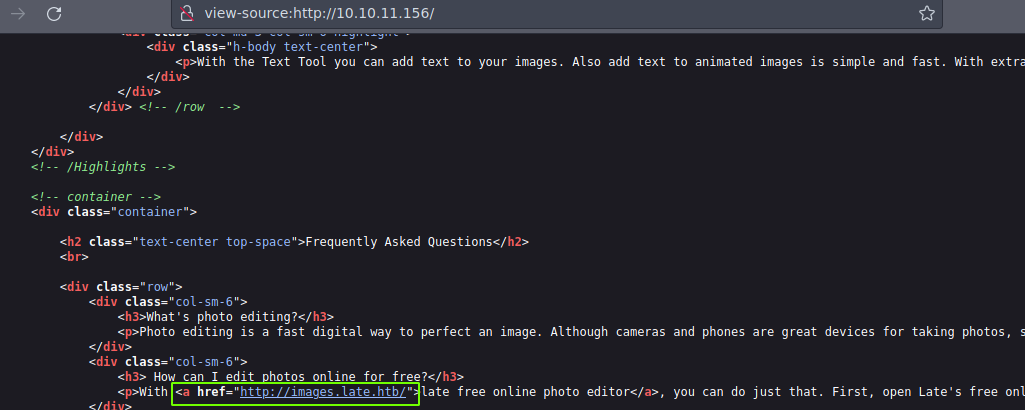 view-source:http://10.10.11.156/
<div class="h-body text-center">
<p>With the Text Tool you can add text to your images. Also add text to animated images is simple and fast. With extra
</div>
</div>
</div> <!-- /row  -->
</div>
</div>
<!-- /Highlights -->
<!-- container -->
<div class="container">
<h2 class="text-center top-space">Frequently Asked Questions</h2>
<br>
<div class="row">
<div class="col-sm-6">
<h3>What's photo editing?</h3>
<p>Photo editing is a fast digital way to perfect an image. Although cameras and phones are great devices for taking photos, s
</div>
<div class="col-sm-6">
<h3> How can I edit photos online for free?</h3>
<p>With <a href="http://images.late.htb/">late free online photo editor</a>, you can do just that. First, open Late's free onl
</div>